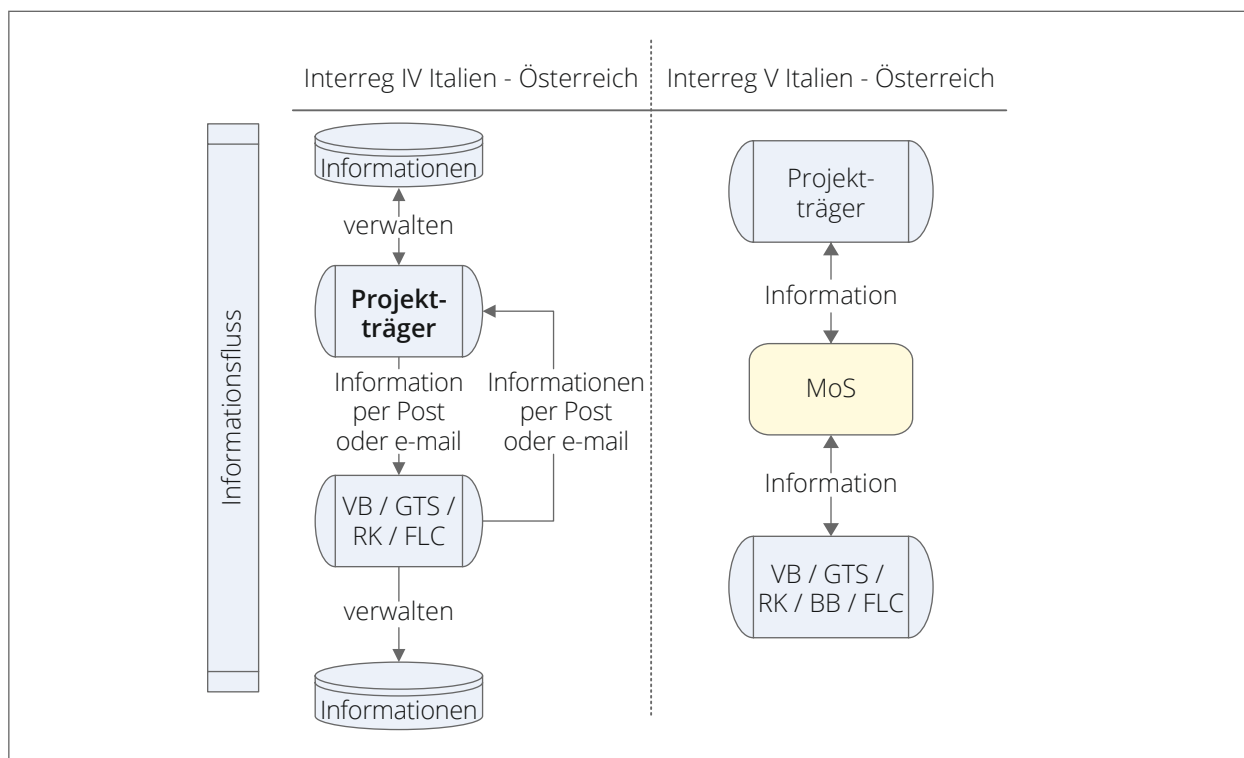 Interreg IV Italien - Österreich
Interreg V Italien - Österreich
Informationsfluss
Informationen
verwalten
Projekt-
träger
Information
per Post
oder e-mail
Informationen
per Post
oder e-mail
VB / GTS /
RK / FLC
verwalten
Informationen
Projekt-
träger
Information
MoS
Information
VB / GTS /
RK / BB / FLC